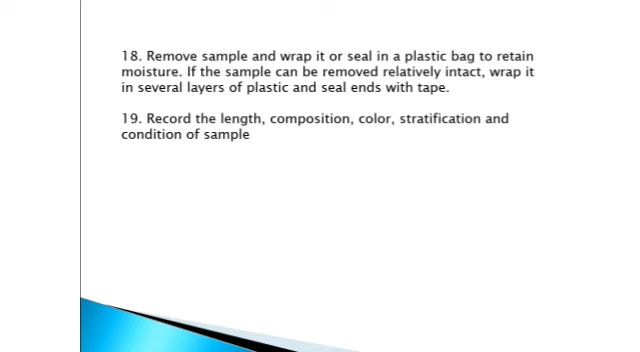 18. Remove sample and wrap it or seal in a plastic bag to retain
moisture. If the sample can be removed relatively intact, wrap it
in several layers of plastic and seal ends with tape.
19. Record the length, composition, color, stratification and
condition of sample